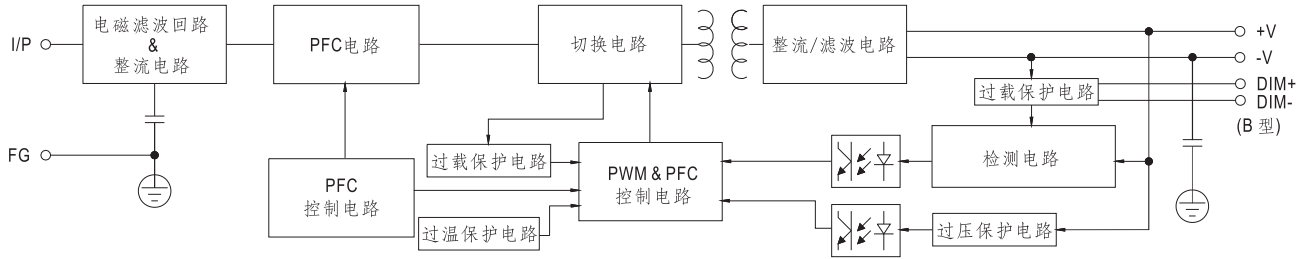 I/P
电磁滤波回路
&
整流电路
PFC电路
切换电路
整流/滤波电路
+V
-V
DIM+
DIM-
(B 型)
过载保护电路
FG
过载保护电路
PWM & PFC
控制电路
检测电路
PFC
控制电路
过温保护电路
过压保护电路